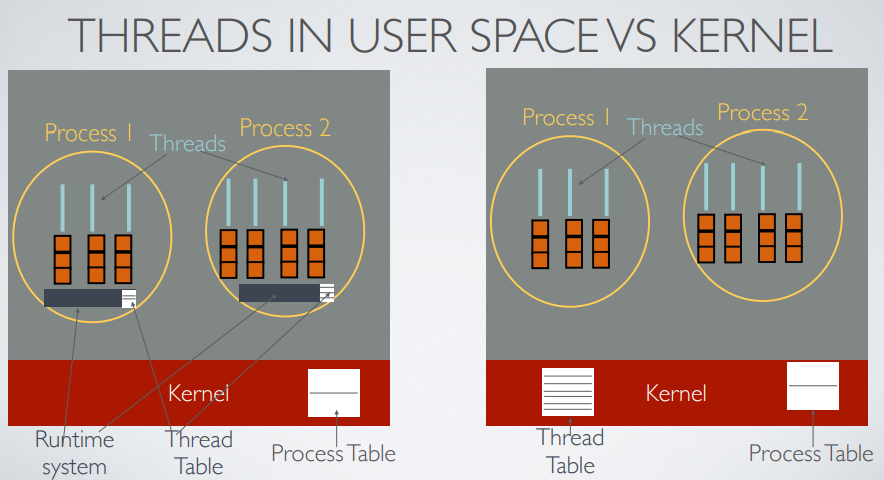 THREADS IN USER SPACE VS KERNEL
Process 1
Threads
Process 2
Kernel
Runtime
system
Thread
Table
Process Table
Process 1
Threads
Process 2
Kernel
Thread
Table
Process Table